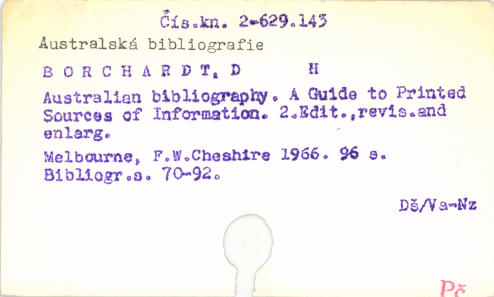 Čís.kn. 2-629.143
Australská bibliografie
B O R C H A R D T, D H
Australian bibliography. A Guide to Printed
Sources of Information. 2.Edit.,revis.and
enlarg.
Melbourne, F.W.Cheshire 1966. 96 s.
Bibliogr.s. 70-92.
Dš/Va-Nz
Pč